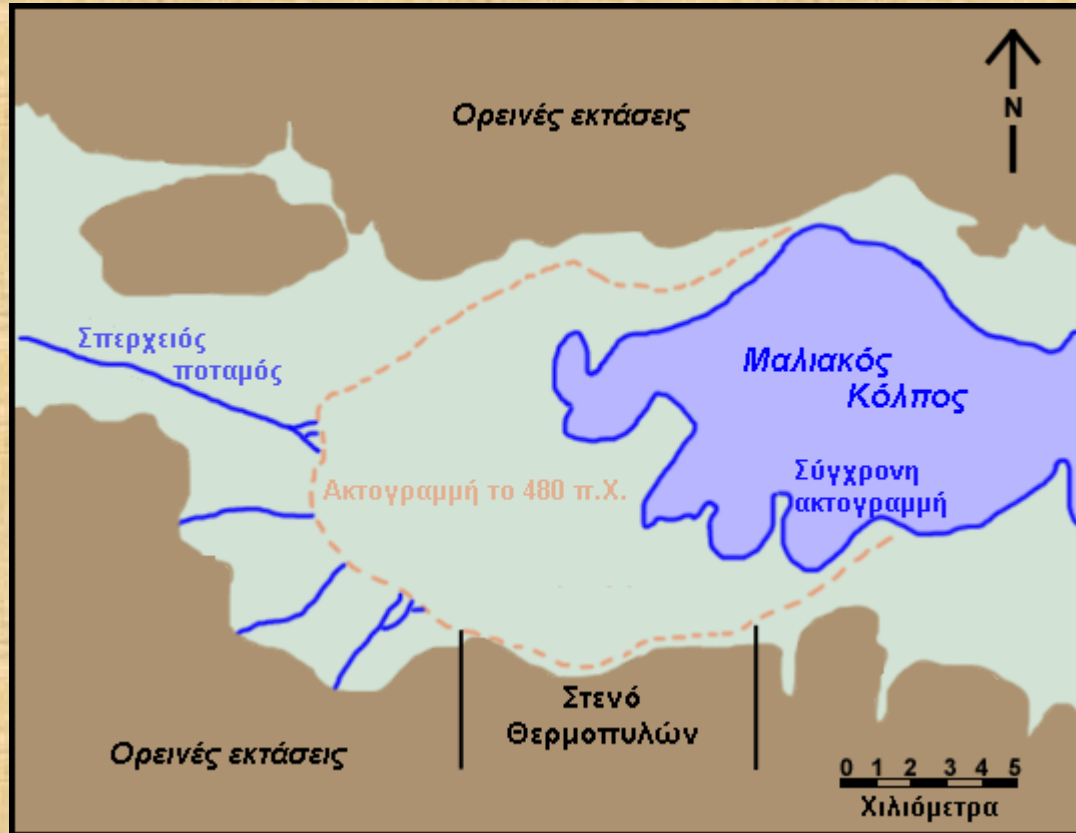 Ορεινές εκτάσεις
N
Σπερχειός
ποταμός
Μαλιακός
Κόλπος
Ακτογραμμή το 480 π.Χ.
Σύγχρονη
ακτογραμμή
Στενό
Θερμοπυλών
Ορεινές εκτάσεις
0 1 2 3 4 5
Χιλιόμετρα